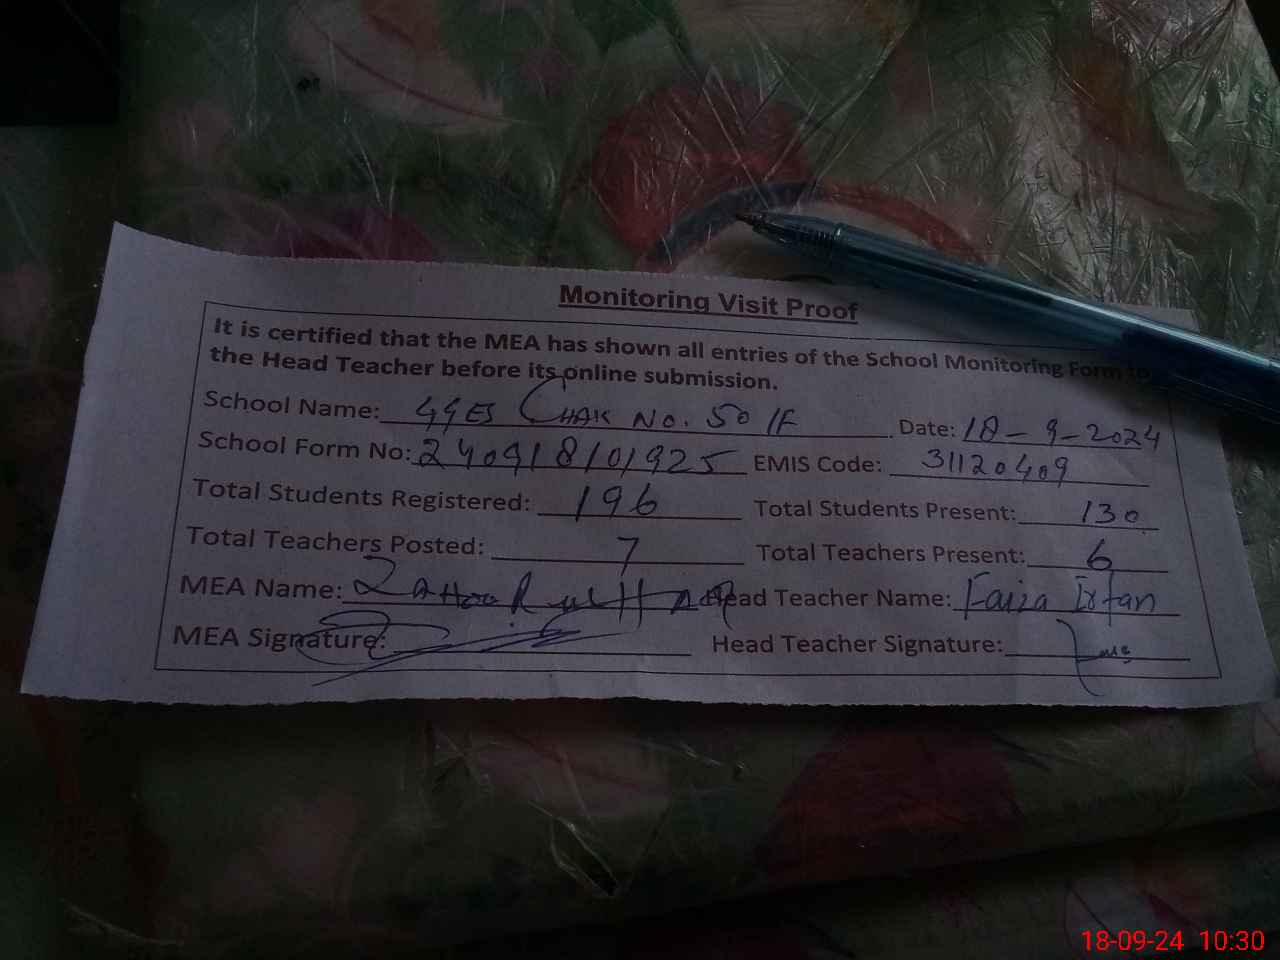 Monitoring Visit Proof
It is certified that the MEA has shown all entries of the School Monitoring Form to
the Head Teacher before its online submission.
School Name: GGES CHAK NO. 50 1F Date: 18-9-2024
School Form No: 240918101925 EMIS Code: 31120409
Total Students Registered: 196 Total Students Present: 130
Total Teachers Posted: 7 Total Teachers Present: 6
MEA Name: Zahoor ul Haq Head Teacher Name: Faiza Irfan
MEA Signature: Head Teacher Signature:
18-09-24 10:30